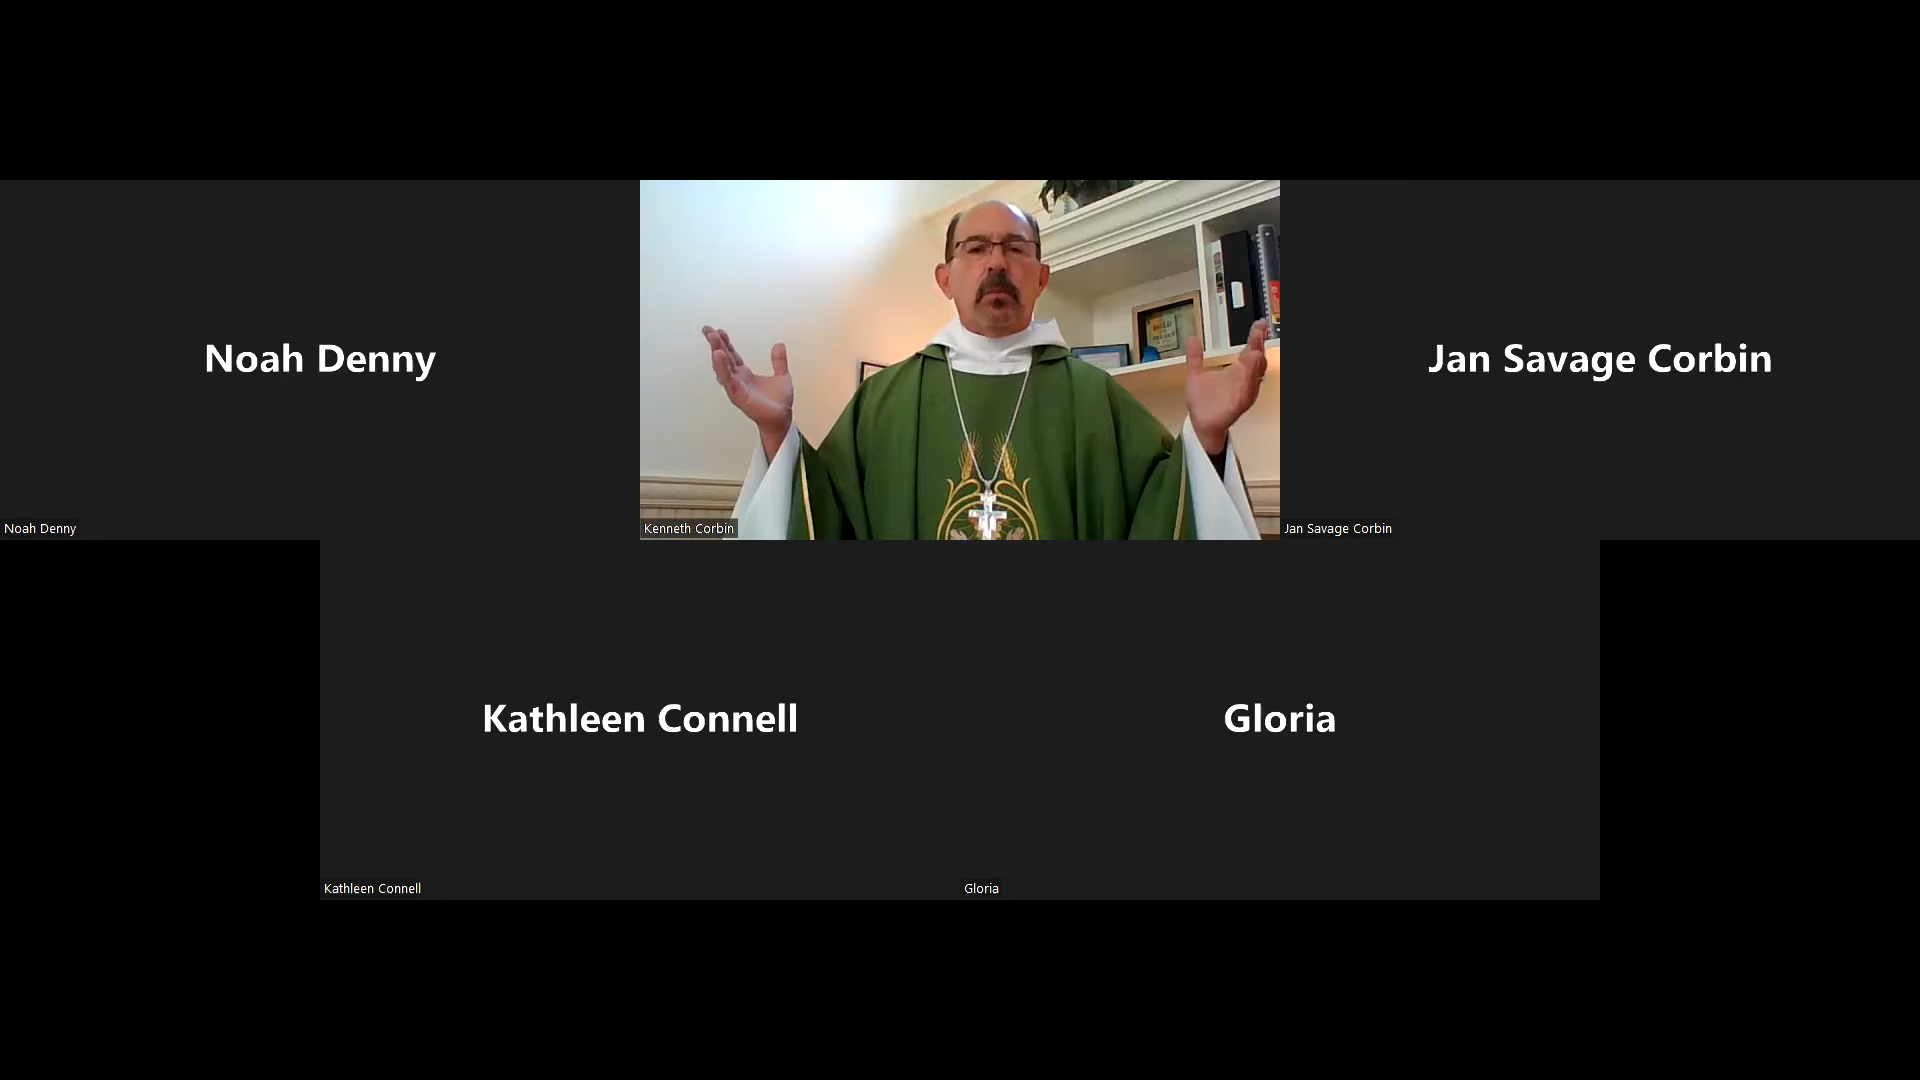 Noah Denny
Jan Savage Corbin
Noah Denny
Kenneth Corbin
Jan Savage Corbin
Kathleen Connell
Gloria
Kathleen Connell
Gloria